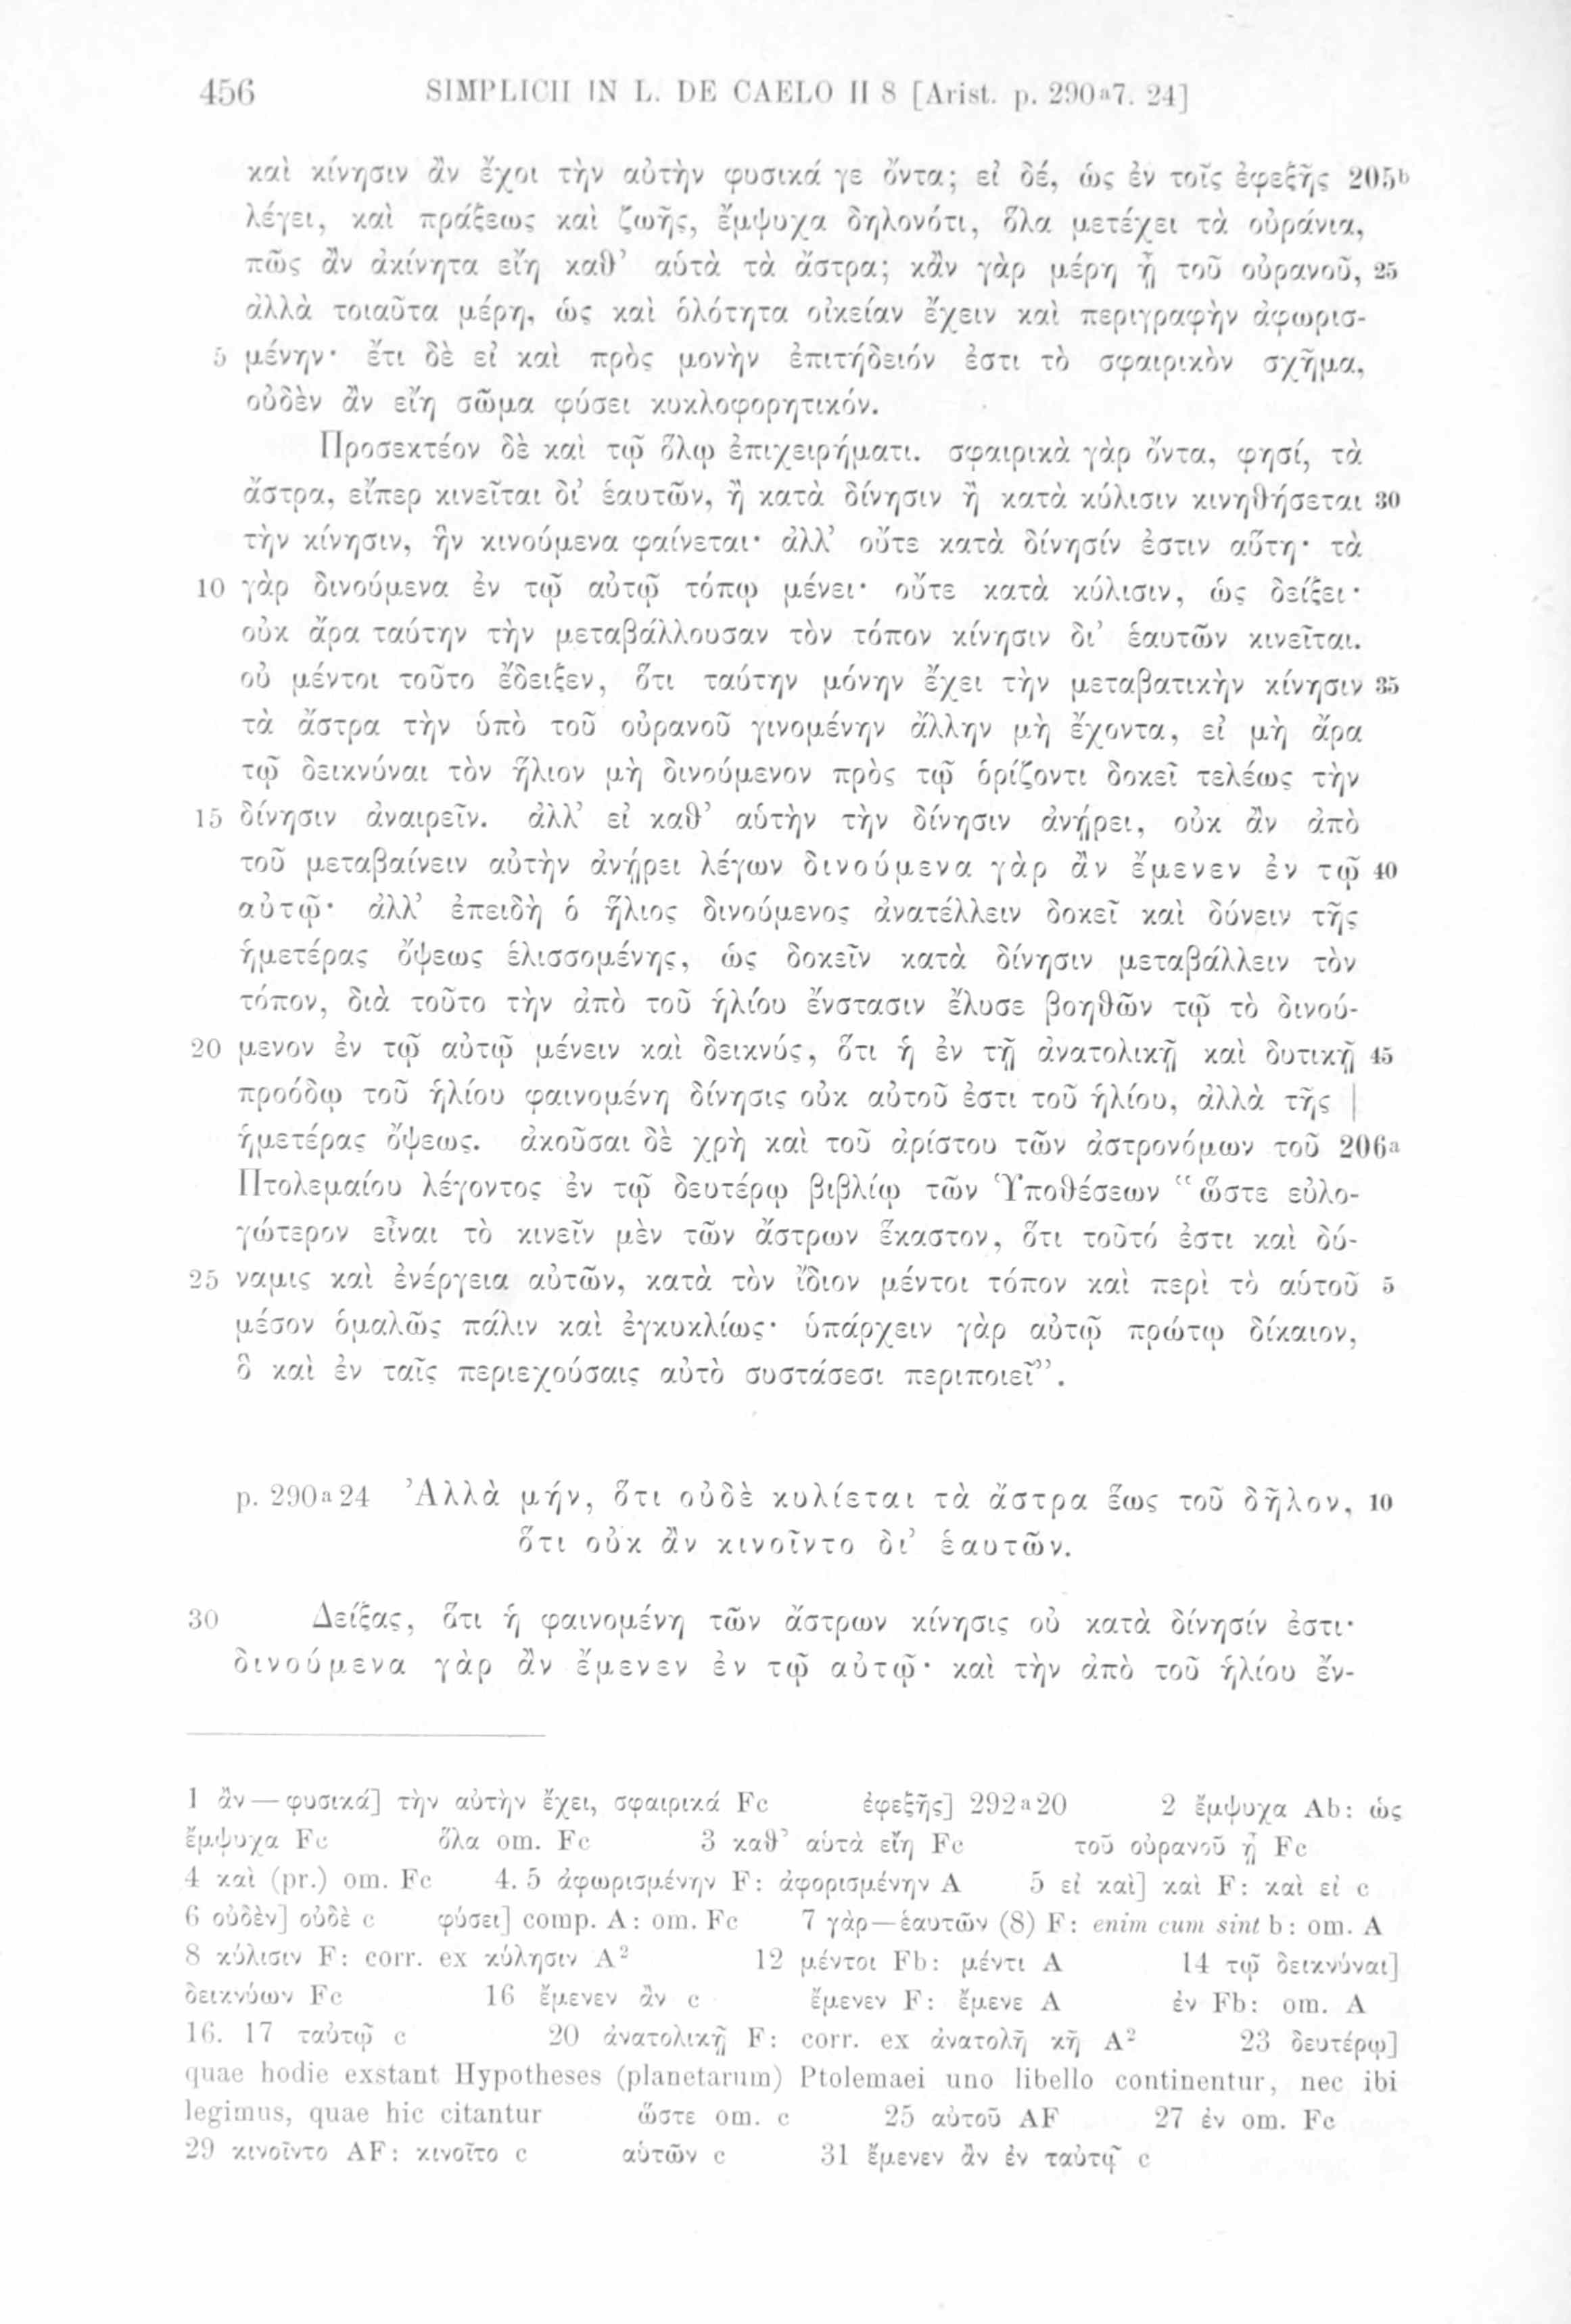 456 SIMPLICII IN L. DE CAELO II 8 [Arist. p. 290a7. 24]
καὶ κίνησιν ἂν ἔχοι τὴν αὐτὴν φυσικά γε ὄντα; εἰ δέ, ὡς ἐν τοῖς ἐφεξῆς 205b
λέγει, καὶ πράξεως καὶ ζωῆς, ἔμψυχα δηλονότι, ὅλα μετέχει τὰ οὐράνια,
πῶς ἂν ἀκίνητα εἴη καθ’ αὑτὰ τὰ ἄστρα; κἂν γὰρ μέρη ᾖ τοῦ οὐρανοῦ, 25
ἀλλὰ τοιαῦτα μέρη, ὡς καὶ ὁλότητα οἰκείαν ἔχειν καὶ περιγραφὴν ἀφωρισ-
5 μένην· ἔτι δὲ εἰ καὶ πρὸς μονὴν ἐπιτήδειόν ἐστι τὸ σφαιρικὸν σχῆμα,
οὐδὲν ἂν εἴη σῶμα φύσει κυκλοφορητικόν.
Προσεκτέον δὲ καὶ τῷ ὅλῳ ἐπιχειρήματι. σφαιρικὰ γὰρ ὄντα, φησί, τὰ
ἄστρα, εἴπερ κινεῖται δι’ ἑαυτῶν, ἢ κατὰ δίνησιν ἢ κατὰ κύλισιν κινηθήσεται 30
τὴν κίνησιν, ἣν κινούμενα φαίνεται· ἀλλ’ οὔτε κατὰ δίνησίν ἐστιν αὕτη· τὰ
10 γὰρ δινούμενα ἐν τῷ αὐτῷ τόπῳ μένει· οὔτε κατὰ κύλισιν, ὡς δείξει·
οὐκ ἄρα ταύτην τὴν μεταβάλλουσαν τὸν τόπον κίνησιν δι’ ἑαυτῶν κινεῖται.
οὐ μέντοι τοῦτο ἔδειξεν, ὅτι ταύτην μόνην ἔχει τὴν μεταβατικὴν κίνησιν 35
τὰ ἄστρα τὴν ὑπὸ τοῦ οὐρανοῦ γινομένην ἄλλην μὴ ἔχοντα, εἰ μὴ ἄρα
τῷ δεικνύναι τὸν ἥλιον μὴ δινούμενον πρὸς τῷ ὁρίζοντι δοκεῖ τελέως τὴν
15 δίνησιν ἀναιρεῖν. ἀλλ’ εἰ καθ’ αὑτὴν τὴν δίνησιν ἀνῄρει, οὐκ ἂν ἀπὸ
τοῦ μεταβαίνειν αὐτὴν ἀνῄρει λέγων δινούμενα γὰρ ἂν ἔμενεν ἐν τῷ 40
αὐτῷ· ἀλλ’ ἐπειδὴ ὁ ἥλιος δινούμενος ἀνατέλλειν δοκεῖ καὶ δύνειν τῆς
ἡμετέρας ὄψεως ἑλισσομένης, ὡς δοκεῖν κατὰ δίνησιν μεταβάλλειν τὸν
τόπον, διὰ τοῦτο τὴν ἀπὸ τοῦ ἡλίου ἔνστασιν ἔλυσε βοηθῶν τῷ τὸ δινού-
20 μενον ἐν τῷ αὐτῷ μένειν καὶ δεικνύς, ὅτι ἡ ἐν τῇ ἀνατολικῇ καὶ δυτικῇ 45
προόδῳ τοῦ ἡλίου φαινομένη δίνησις οὐκ αὐτοῦ ἐστι τοῦ ἡλίου, ἀλλὰ τῆς |
ἡμετέρας ὄψεως. ἀκοῦσαι δὲ χρὴ καὶ τοῦ ἀρίστου τῶν ἀστρονόμων τοῦ 206a
Πτολεμαίου λέγοντος ἐν τῷ δευτέρῳ βιβλίῳ τῶν Ὑποθέσεων “ὥστε εὐλο-
γώτερον εἶναι τὸ κινεῖν μὲν τῶν ἄστρων ἕκαστον, ὅτι τοῦτό ἐστι καὶ δύ-
25 ναμις καὶ ἐνέργεια αὐτῶν, κατὰ τὸν ἴδιον μέντοι τόπον καὶ περὶ τὸ αὑτοῦ 5
μέσον ὁμαλῶς πάλιν καὶ ἐγκυκλίως· ὑπάρχειν γὰρ αὐτῷ πρώτῳ δίκαιον,
ὃ καὶ ἐν ταῖς περιεχούσαις αὐτὸ συστάσεσι περιποιεῖ”.
p. 290a24 Ἀλλὰ μήν, ὅτι οὐδὲ κυλίεται τὰ ἄστρα ἕως τοῦ δῆλον, 10
ὅτι οὐκ ἂν κινοῖντο δι’ ἑαυτῶν.
30 Δείξας, ὅτι ἡ φαινομένη τῶν ἄστρων κίνησις οὐ κατὰ δίνησίν ἐστι·
δινούμενα γὰρ ἂν ἔμενεν ἐν τῷ αὐτῷ· καὶ τὴν ἀπὸ τοῦ ἡλίου ἔν-
1 ἂν—φυσικά] τὴν αὐτὴν ἔχει, σφαιρικά Fc ἐφεξῆς] 292a20 2 ἔμψυχα Ab: ὡς
ἔμψυχα Fc ὅλα om. Fc 3 καθ’ αὑτὰ εἴη Fc τοῦ οὐρανοῦ ᾖ Fc
4 καὶ (pr.) om. Fc 4. 5 ἀφωρισμένην F: ἀφορισμένην A 5 εἰ καὶ] καὶ F: καὶ εἰ c
6 οὐδὲν] οὐδὲ c φύσει] comp. A: om. Fc 7 γὰρ—ἑαυτῶν (8) F: enim cum sint b: om. A
8 κύλισιν F: corr. ex κύλησιν A2 12 μέντοι Fb: μέντι A 14 τῷ δεικνύναι]
δεικνύων Fc 16 ἔμενεν ἂν c ἔμενεν F: ἔμενε A ἐν Fb: om. A
16. 17 ταὐτῷ c 20 ἀνατολικῇ F: corr. ex ἀνατολῆ κῇ A2 23 δευτέρῳ]
quae hodie exstant Hypotheses (planetarum) Ptolemaei uno libello continentur, nec ibi
legimus, quae hic citantur ὥστε om. c 25 αὐτοῦ AF 27 ἐν om. Fc
29 κινοῖντο AF: κινοῖτο c αὑτῶν c 31 ἔμενεν ἂν ἐν ταὐτῷ c